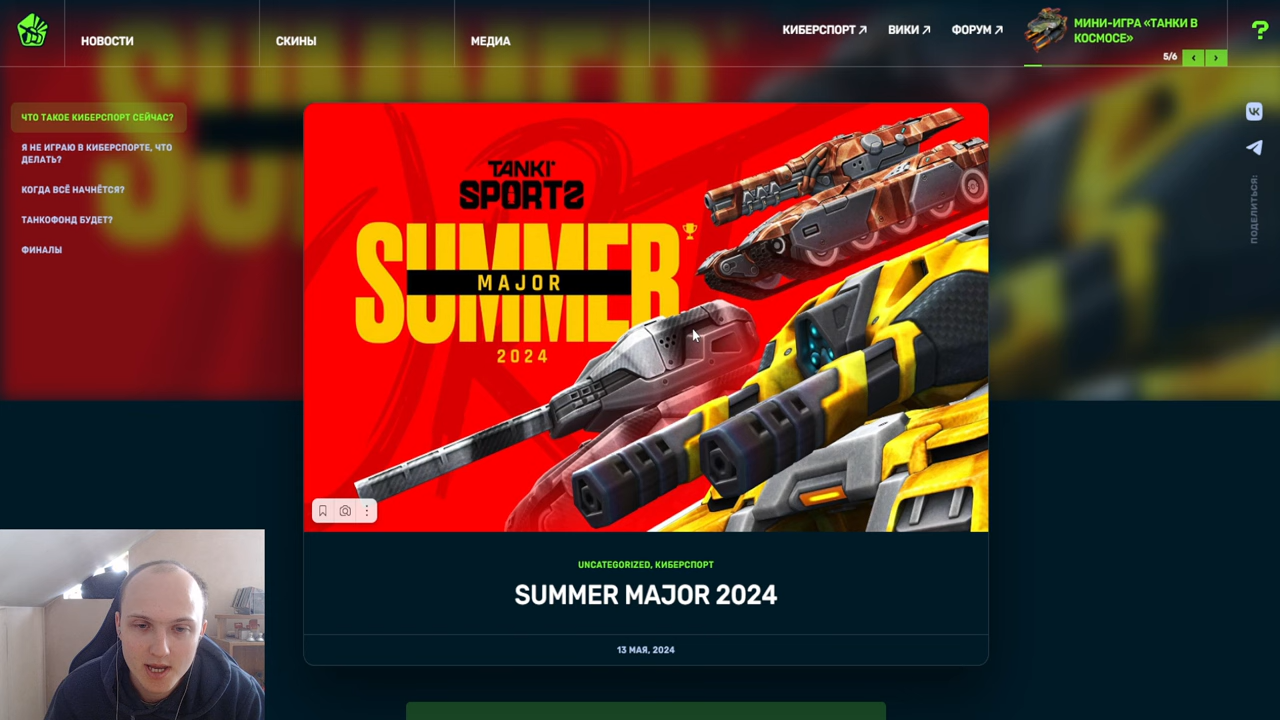 НОВОСТИ
СКИНЫ
МЕДИА
КИБЕРСПОРТ ↗
ВИКИ ↗
ФОРУМ ↗
МИНИ-ИГРА «ТАНКИ В
КОСМОСЕ»
5/6
?
ЧТО ТАКОЕ КИБЕРСПОРТ СЕЙЧАС?
Я НЕ ИГРАЮ В КИБЕРСПОРТЕ, ЧТО
ДЕЛАТЬ?
КОГДА ВСЁ НАЧНЁТСЯ?
ТАНКОФОНД БУДЕТ?
ФИНАЛЫ
TANKI
SPORTS
SUMMER
MAJOR
2024
ПОДЕЛИТЬСЯ:
UNCATEGORIZED, КИБЕРСПОРТ
SUMMER MAJOR 2024
13 МАЯ, 2024